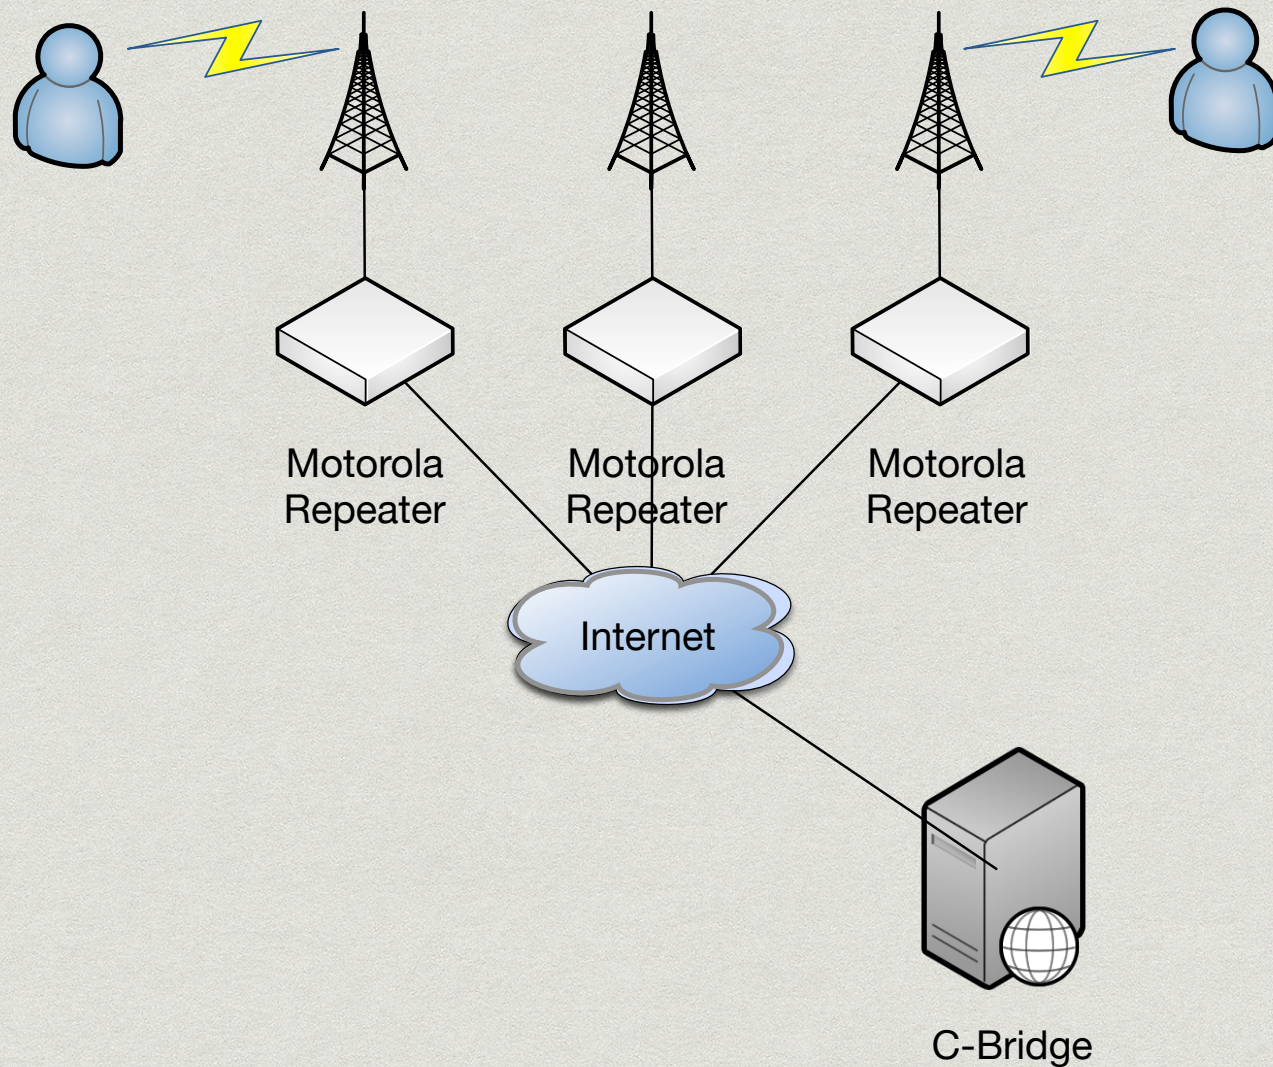 Motorola
Repeater
Motorola
Repeater
Motorola
Repeater
Internet
C-Bridge